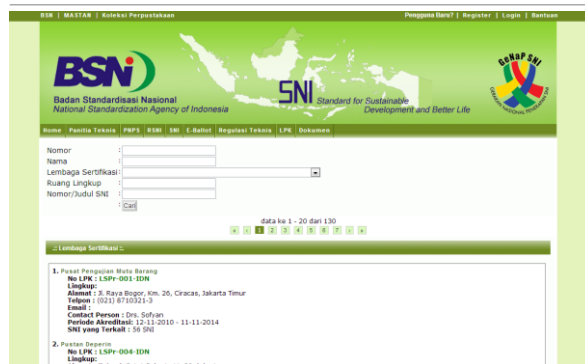 BSN | MASTAN | Koleksi Perpustakaan
Pengguna Baru? | Register | Login | Bantuan
BSN
Badan Standardisasi Nasional
National Standardization Agency of Indonesia
SNI Standard for Sustainable
Development and Better Life
GeNaP SNI
Home Panitia Teknis PNPS RSNI SNI E-Ballot Regulasi Teknis LPK Dokumen
Nomor :
Nama :
Lembaga Sertifikasi :
Ruang Lingkup :
Nomor/Judul SNI :
: Cari
data ke 1 - 20 dari 130
« ‹ 1 2 3 4 5 6 7 › »
.:: Lembaga Sertifikasi ::.
1. Pusat Pengujian Mutu Barang
No LPK : LSPr-001-IDN
Lingkup:
Alamat : Jl. Raya Bogor, Km. 26, Ciracas, Jakarta Timur
Telpon : (021) 8710321-3
Email :
Contact Person : Drs. Sofyan
Periode Akreditasi: 12-11-2010 - 11-11-2014
SNI yang Terkait : 56 SNI
2. Pustan Deperin
No LPK : LSPr-004-IDN
Lingkup: